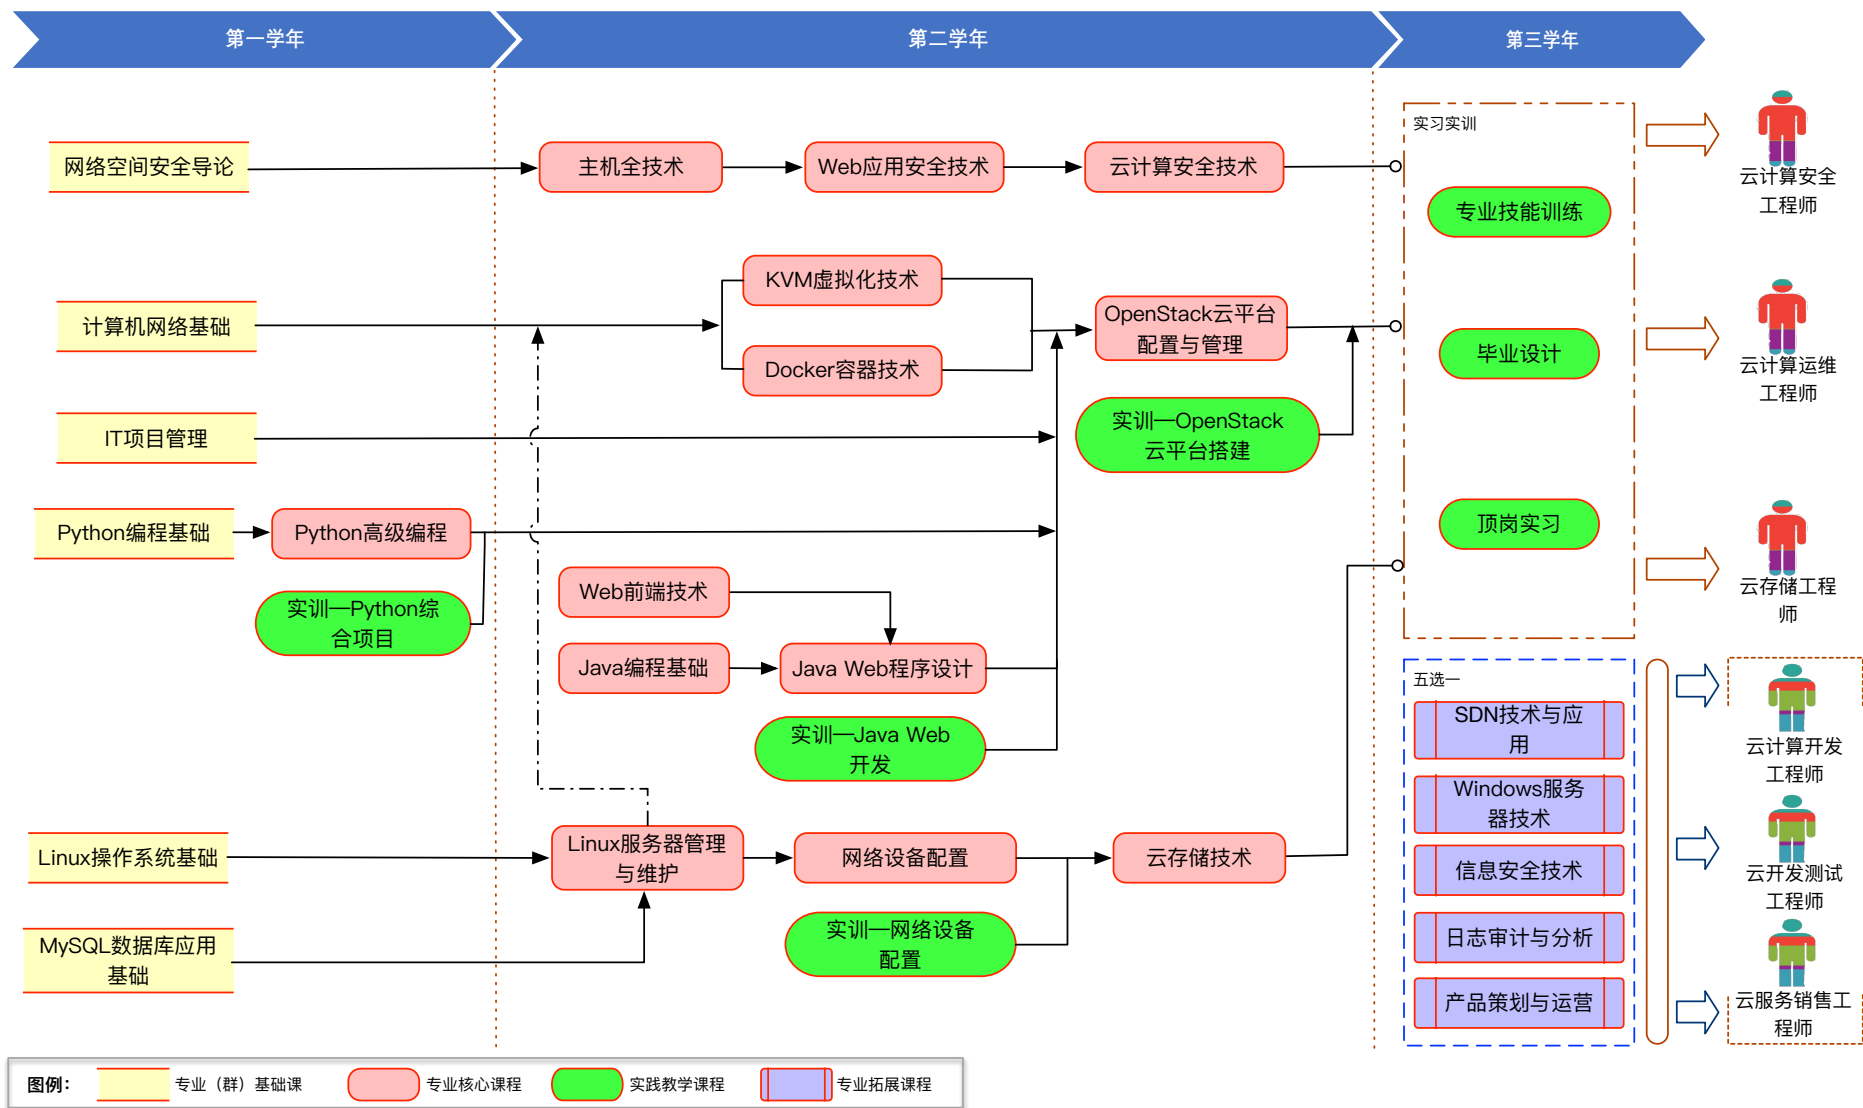 第一学年
第二学年
第三学年
网络空间安全导论
主机全技术
Web应用安全技术
云计算安全技术
实习实训
专业技能训练
云计算安全
工程师
计算机网络基础
KVM虚拟化技术
Docker容器技术
OpenStack云平台
配置与管理
毕业设计
云计算运维
工程师
IT项目管理
实训—OpenStack
云平台搭建
Python编程基础
Python高级编程
顶岗实习
实训—Python综
合项目
Web前端技术
云存储工程
师
Java编程基础
Java Web程序设计
实训—Java Web
开发
五选一
SDN技术与应
用
云计算开发
工程师
Windows服务
器技术
Linux操作系统基础
Linux服务器管理
与维护
网络设备配置
云存储技术
信息安全技术
云开发测试
工程师
MySQL数据库应用
基础
实训—网络设备
配置
日志审计与分析
产品策划与运营
云服务销售工
程师
图例：
专业（群）基础课
专业核心课程
实践教学课程
专业拓展课程